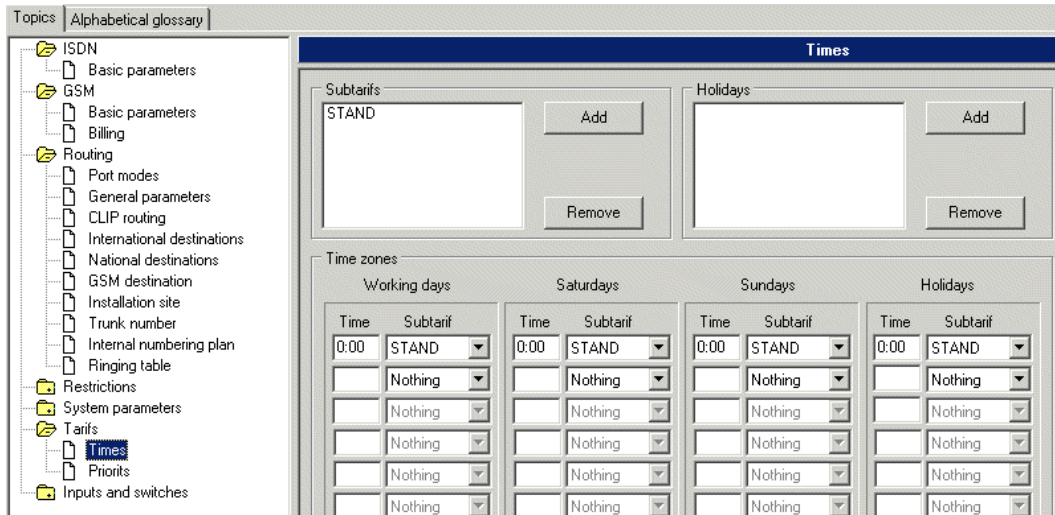 Topics Alphabetical glossary
ISDN
Basic parameters
GSM
Basic parameters
Billing
Routing
Port modes
General parameters
CLIP routing
International destinations
National destinations
GSM destination
Installation site
Trunk number
Internal numbering plan
Ringing table
Restrictions
System parameters
Tarifs
Times
Priorits
Inputs and switches
Times
Subtarifs
STAND
Add
Remove
Holidays
Add
Remove
Time zones
Working days Saturdays Sundays Holidays
Time Subtarif Time Subtarif Time Subtarif Time Subtarif
0:00 STAND 0:00 STAND 0:00 STAND 0:00 STAND
Nothing Nothing Nothing Nothing
Nothing Nothing Nothing Nothing
Nothing Nothing Nothing Nothing
Nothing Nothing Nothing Nothing
Nothing Nothing Nothing Nothing